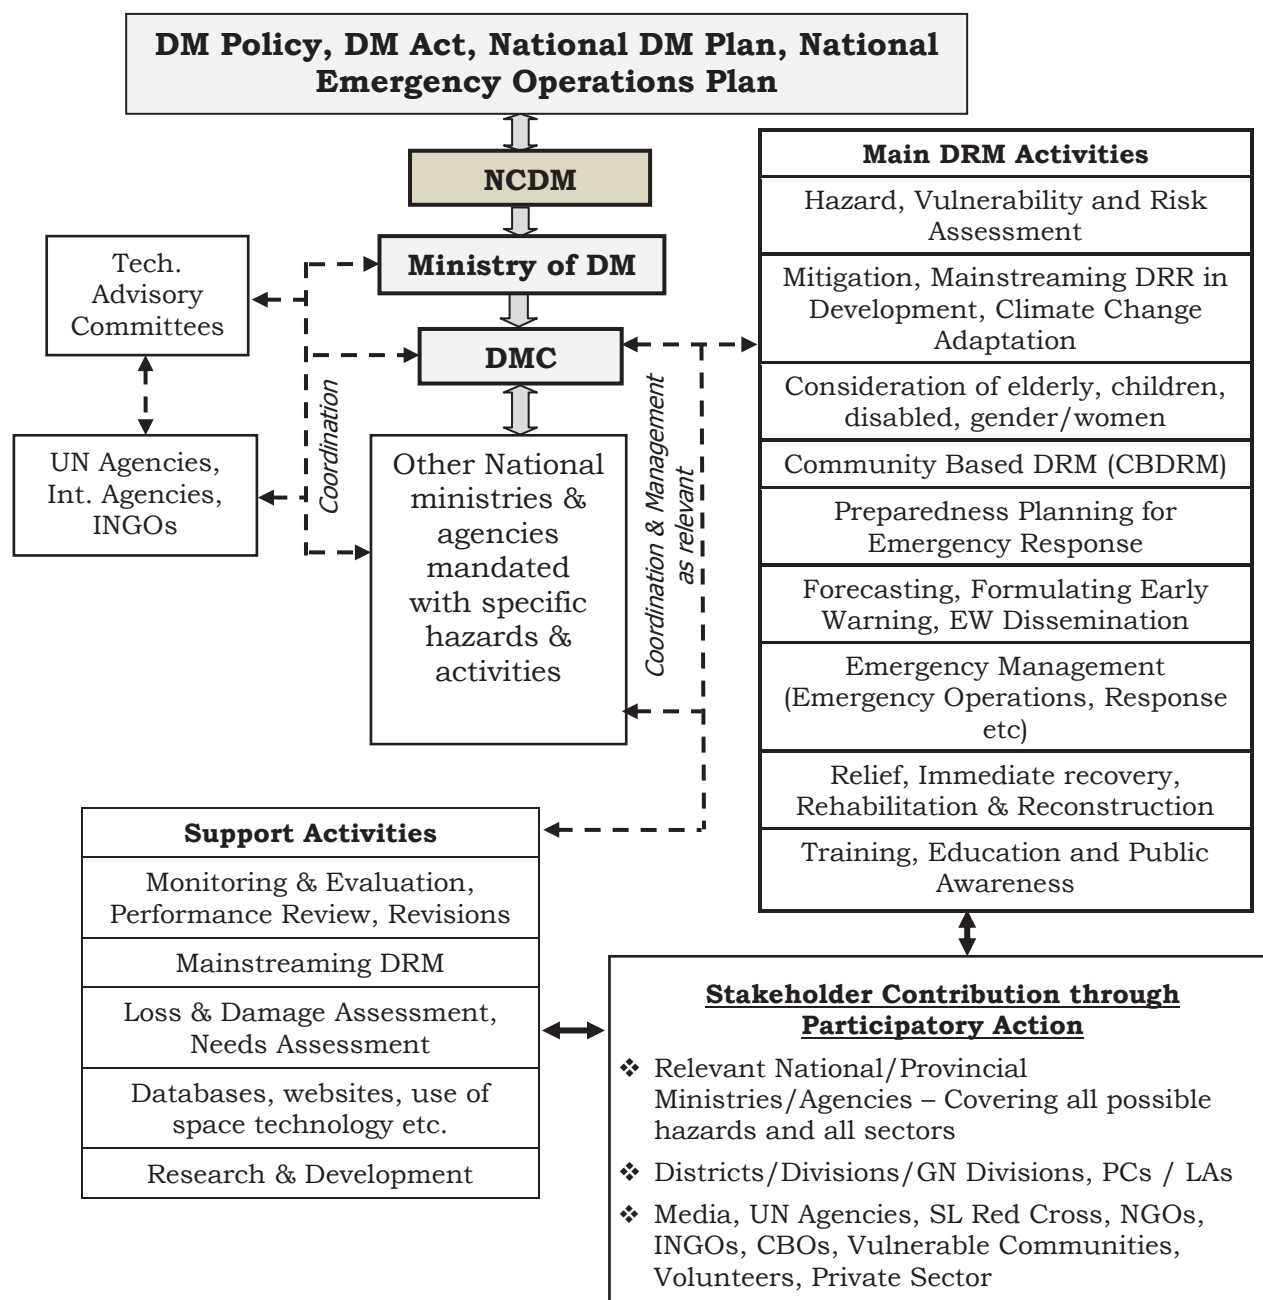 DM Policy, DM Act, National DM Plan, National
Emergency Operations Plan
NCDM
Ministry of DM
DMC
Tech.
Advisory
Committees
UN Agencies,
Int. Agencies,
INGOs
Coordination
Other National
ministries &
agencies
mandated
with specific
hazards &
activities
Coordination & Management
as relevant
Main DRM Activities
Hazard, Vulnerability and Risk
Assessment
Mitigation, Mainstreaming DRR in
Development, Climate Change
Adaptation
Consideration of elderly, children,
disabled, gender/women
Community Based DRM (CBDRM)
Preparedness Planning for
Emergency Response
Forecasting, Formulating Early
Warning, EW Dissemination
Emergency Management
(Emergency Operations, Response
etc)
Relief, Immediate recovery,
Rehabilitation & Reconstruction
Training, Education and Public
Awareness
Support Activities
Monitoring & Evaluation,
Performance Review, Revisions
Mainstreaming DRM
Loss & Damage Assessment,
Needs Assessment
Databases, websites, use of
space technology etc.
Research & Development
Stakeholder Contribution through
Participatory Action
❖ Relevant National/Provincial
Ministries/Agencies – Covering all possible
hazards and all sectors
❖ Districts/Divisions/GN Divisions, PCs / LAs
❖ Media, UN Agencies, SL Red Cross, NGOs,
INGOs, CBOs, Vulnerable Communities,
Volunteers, Private Sector